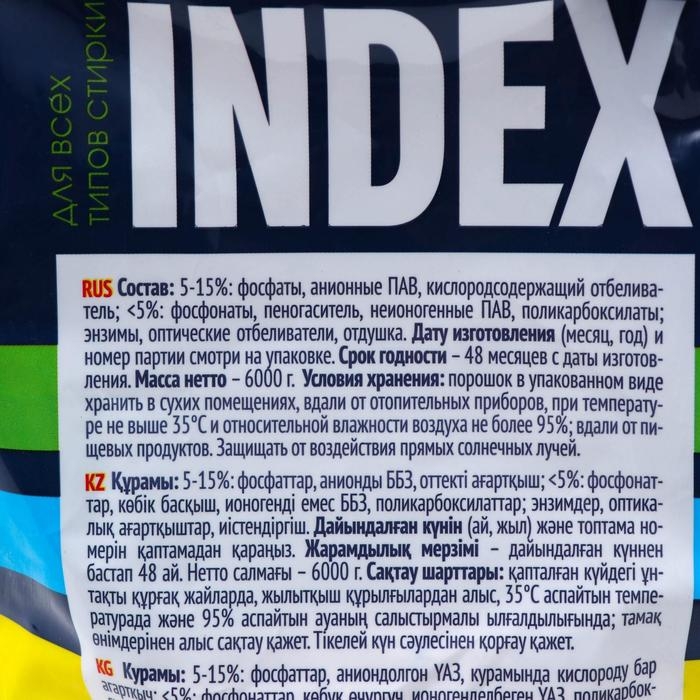 для всех
типов стирки
INDEX
RUS Состав: 5-15%: фосфаты, анионные ПАВ, кислородсодержащий отбелива-
тель; <5%: фосфонаты, пеногаситель, неионогенные ПАВ, поликарбоксилаты;
энзимы, оптические отбеливатели, отдушка. Дату изготовления (месяц, год) и
номер партии смотри на упаковке. Срок годности – 48 месяцев с даты изготов-
ления. Масса нетто – 6000 г. Условия хранения: порошок в упакованном виде
хранить в сухих помещениях, вдали от отопительных приборов, при температу-
ре не выше 35°С и относительной влажности воздуха не более 95%; вдали от пи-
щевых продуктов. Защищать от воздействия прямых солнечных лучей.
KZ Құрамы: 5-15%: фосфаттар, анионды ББЗ, оттекті ағартқыш; <5%: фосфонат-
тар, көбік басқыш, ионогенді емес ББЗ, поликарбоксилаттар; энзимдер, оптика-
лық ағартқыштар, иістендіргіш. Дайындалған күнін (ай, жыл) және топтама но-
мерін қаптамадан қараңыз. Жарамдылық мерзімі – дайындалған күннен
бастап 48 ай. Нетто салмағы – 6000 г. Сақтау шарттары: қапталған күйдегі ұн-
тақты құрғақ жайларда, жылытқыш құрылғылардан алыс, 35°С аспайтын темпе-
ратурада және 95% аспайтын ауаның салыстырмалы ылғалдылығында; тамақ
өнімдерінен алыс сақтау қажет. Тікелей күн сәулесінен қорғау қажет.
KG Курамы: 5-15%: фосфаттар, аниондолгон УАЗ, курамында кислороду бар
агарткыч; <5%: фосфонаттар, көбүк өчүргүч, ионогенделбеген УАЗ, поликарбок-